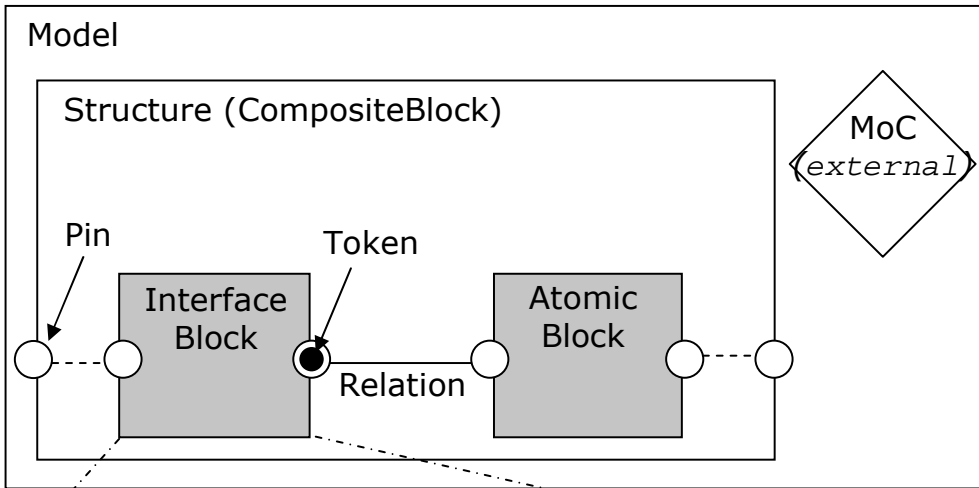 Model
Structure (CompositeBlock)
MoC
(external)
Pin
Token
Interface
Block
Atomic
Block
Relation